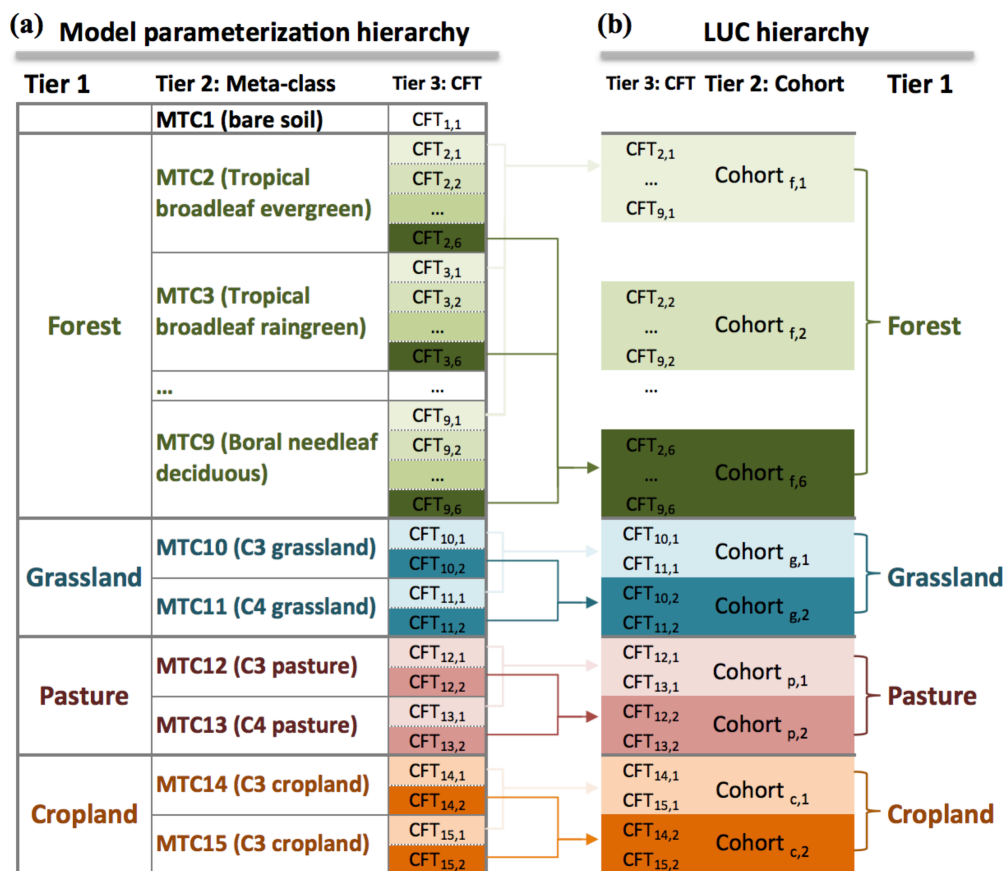 (a) Model parameterization hierarchy
Tier 1 Tier 2: Meta-class Tier 3: CFT
MTC1 (bare soil) CFT1,1
Forest
MTC2 (Tropical
broadleaf evergreen)
CFT2,1
CFT2,2
...
CFT2,6
MTC3 (Tropical
broadleaf raingreen)
CFT3,1
CFT3,2
...
CFT3,6
... ...
MTC9 (Boral needleaf
deciduous)
CFT9,1
CFT9,2
...
CFT9,6
Grassland
MTC10 (C3 grassland)
CFT10,1
CFT10,2
MTC11 (C4 grassland)
CFT11,1
CFT11,2
Pasture
MTC12 (C3 pasture)
CFT12,1
CFT12,2
MTC13 (C4 pasture)
CFT13,1
CFT13,2
Cropland
MTC14 (C3 cropland)
CFT14,1
CFT14,2
MTC15 (C3 cropland)
CFT15,1
CFT15,2
(b) LUC hierarchy
Tier 3: CFT Tier 2: Cohort Tier 1
CFT2,1
...
CFT9,1
Cohort f,1
CFT2,2
...
CFT9,2
Cohort f,2
...
CFT2,6
...
CFT9,6
Cohort f,6
Forest
CFT10,1
CFT11,1
Cohort g,1
CFT10,2
CFT11,2
Cohort g,2
Grassland
CFT12,1
CFT13,1
Cohort p,1
CFT12,2
CFT13,2
Cohort p,2
Pasture
CFT14,1
CFT15,1
Cohort c,1
CFT14,2
CFT15,2
Cohort c,2
Cropland